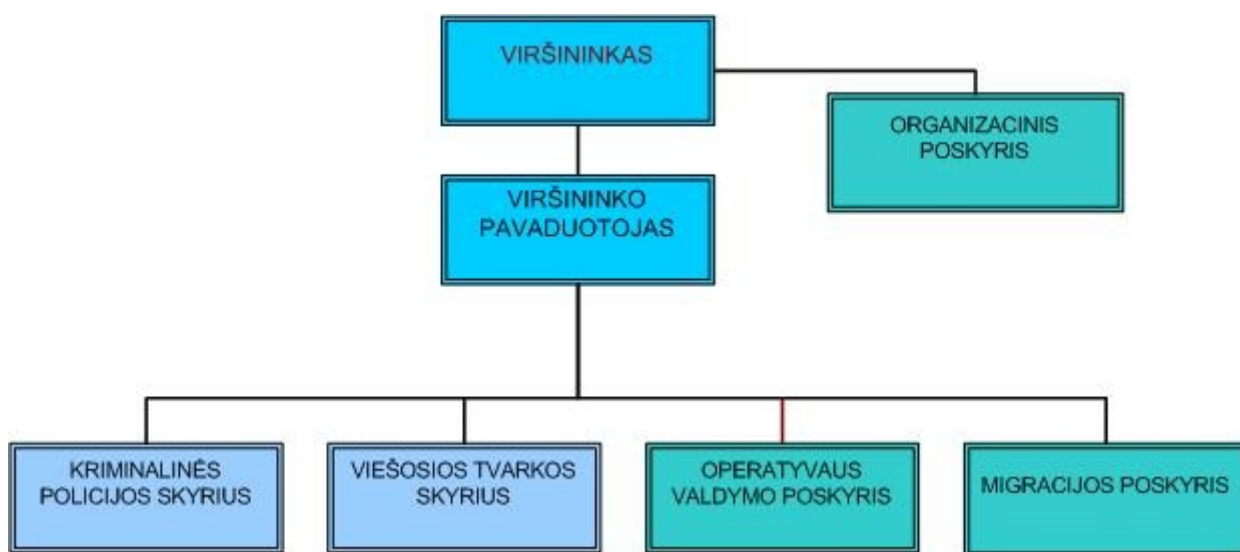 VIRŠININKAS
ORGANIZACINIS
POSKYRIS
VIRŠININKO
PAVADUOTOJAS
KRIMINALINĖS
POLICIJOS SKYRIUS
VIEŠOSIOS TVARKOS
SKYRIUS
OPERATYVAUS
VALDYMO POSKYRIS
MIGRACIJOS POSKYRIS